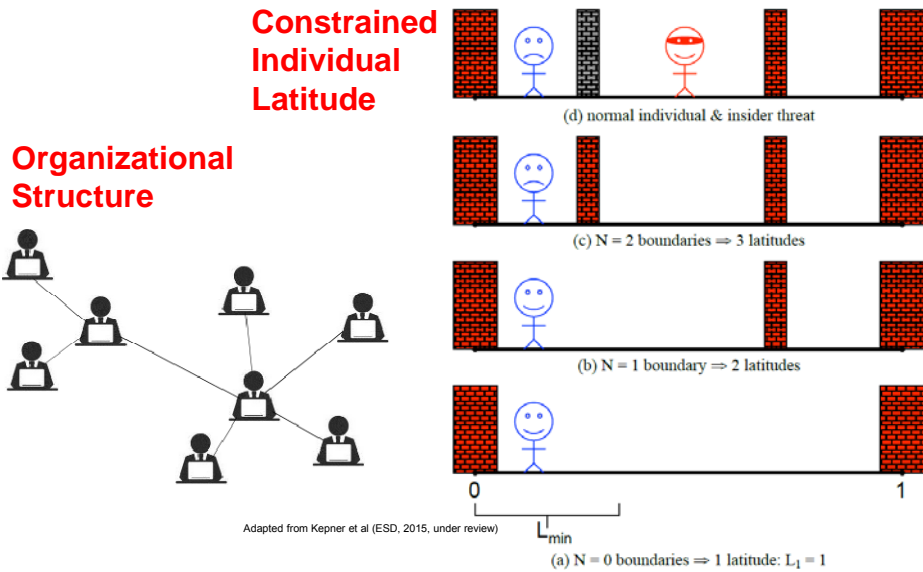 Constrained
Individual
Latitude
Organizational
Structure
(d) normal individual & insider threat
(c) N = 2 boundaries ⇒ 3 latitudes
(b) N = 1 boundary ⇒ 2 latitudes
0
1
Lmin
Adapted from Kepner et al (ESD, 2015, under review)
(a) N = 0 boundaries ⇒ 1 latitude: L₁ = 1